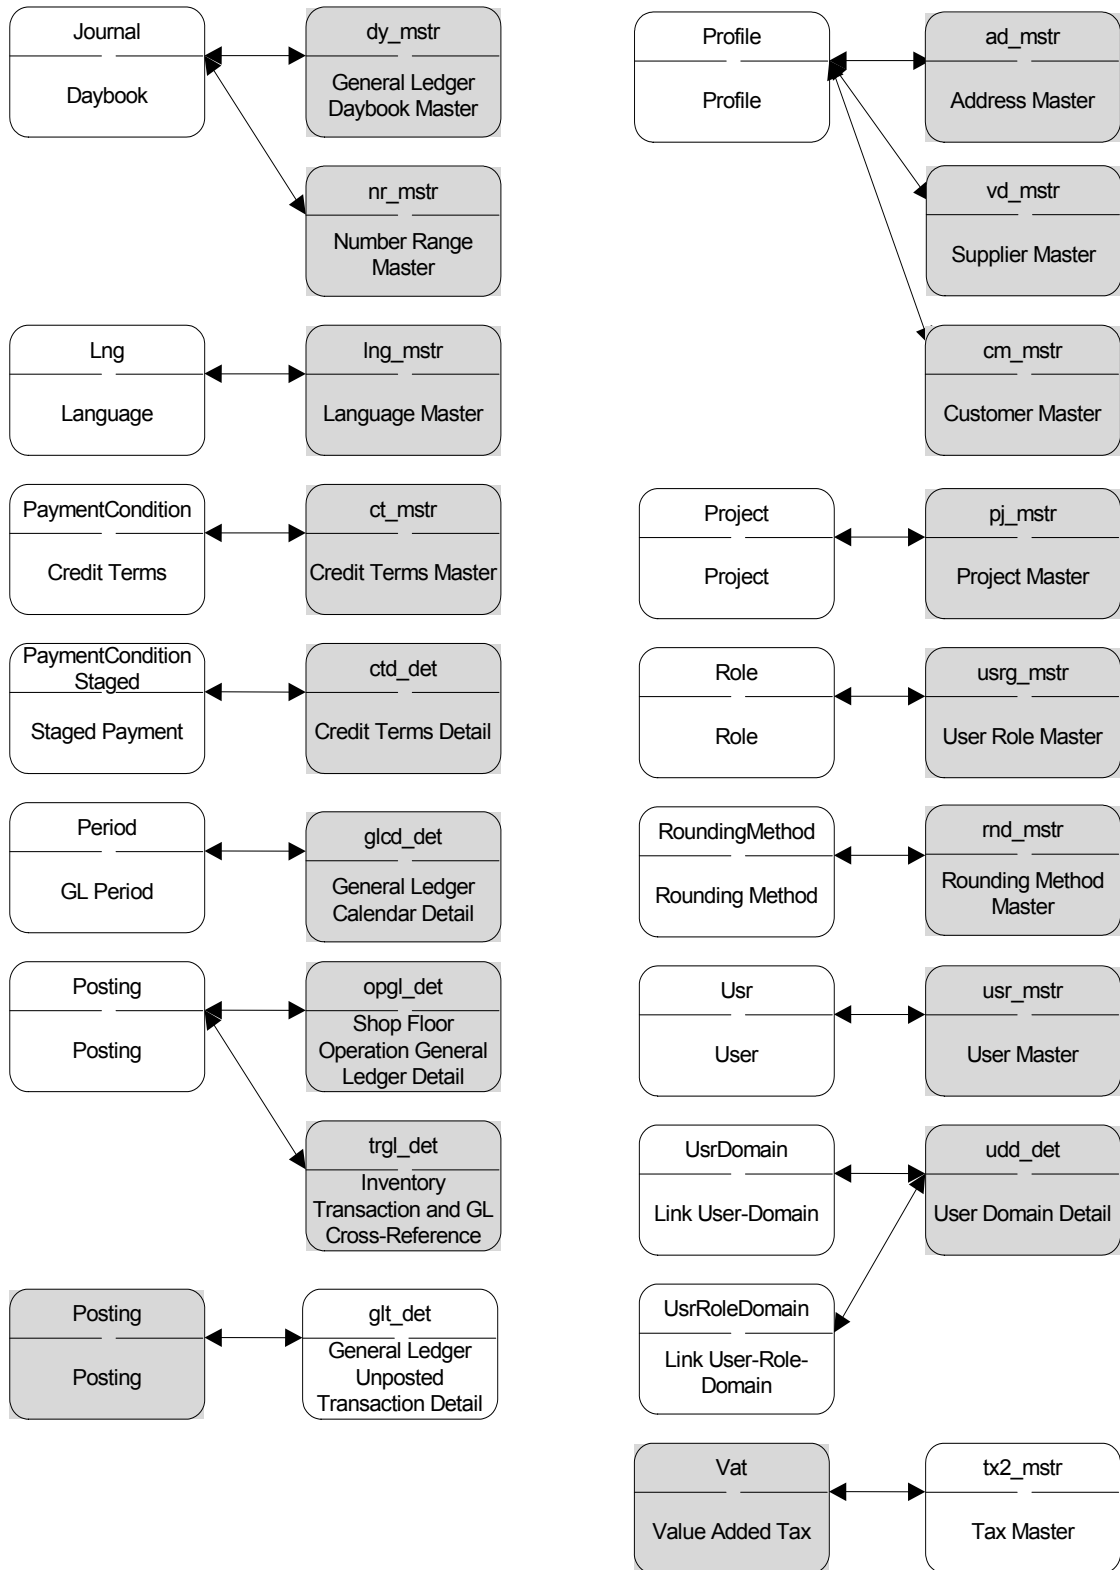 Journal
Daybook
dy_mstr
General Ledger
Daybook Master
nr_mstr
Number Range
Master
Lng
Language
lng_mstr
Language Master
PaymentCondition
Credit Terms
ct_mstr
Credit Terms Master
PaymentCondition
Staged
Staged Payment
ctd_det
Credit Terms Detail
Period
GL Period
glcd_det
General Ledger
Calendar Detail
Posting
Posting
opgl_det
Shop Floor
Operation General
Ledger Detail
trgl_det
Inventory
Transaction and GL
Cross-Reference
Posting
Posting
glt_det
General Ledger
Unposted
Transaction Detail
Profile
Profile
ad_mstr
Address Master
vd_mstr
Supplier Master
cm_mstr
Customer Master
Project
Project
pj_mstr
Project Master
Role
Role
usrg_mstr
User Role Master
RoundingMethod
Rounding Method
rnd_mstr
Rounding Method
Master
Usr
User
usr_mstr
User Master
UsrDomain
Link User-Domain
udd_det
User Domain Detail
UsrRoleDomain
Link User-Role-
Domain
Vat
Value Added Tax
tx2_mstr
Tax Master